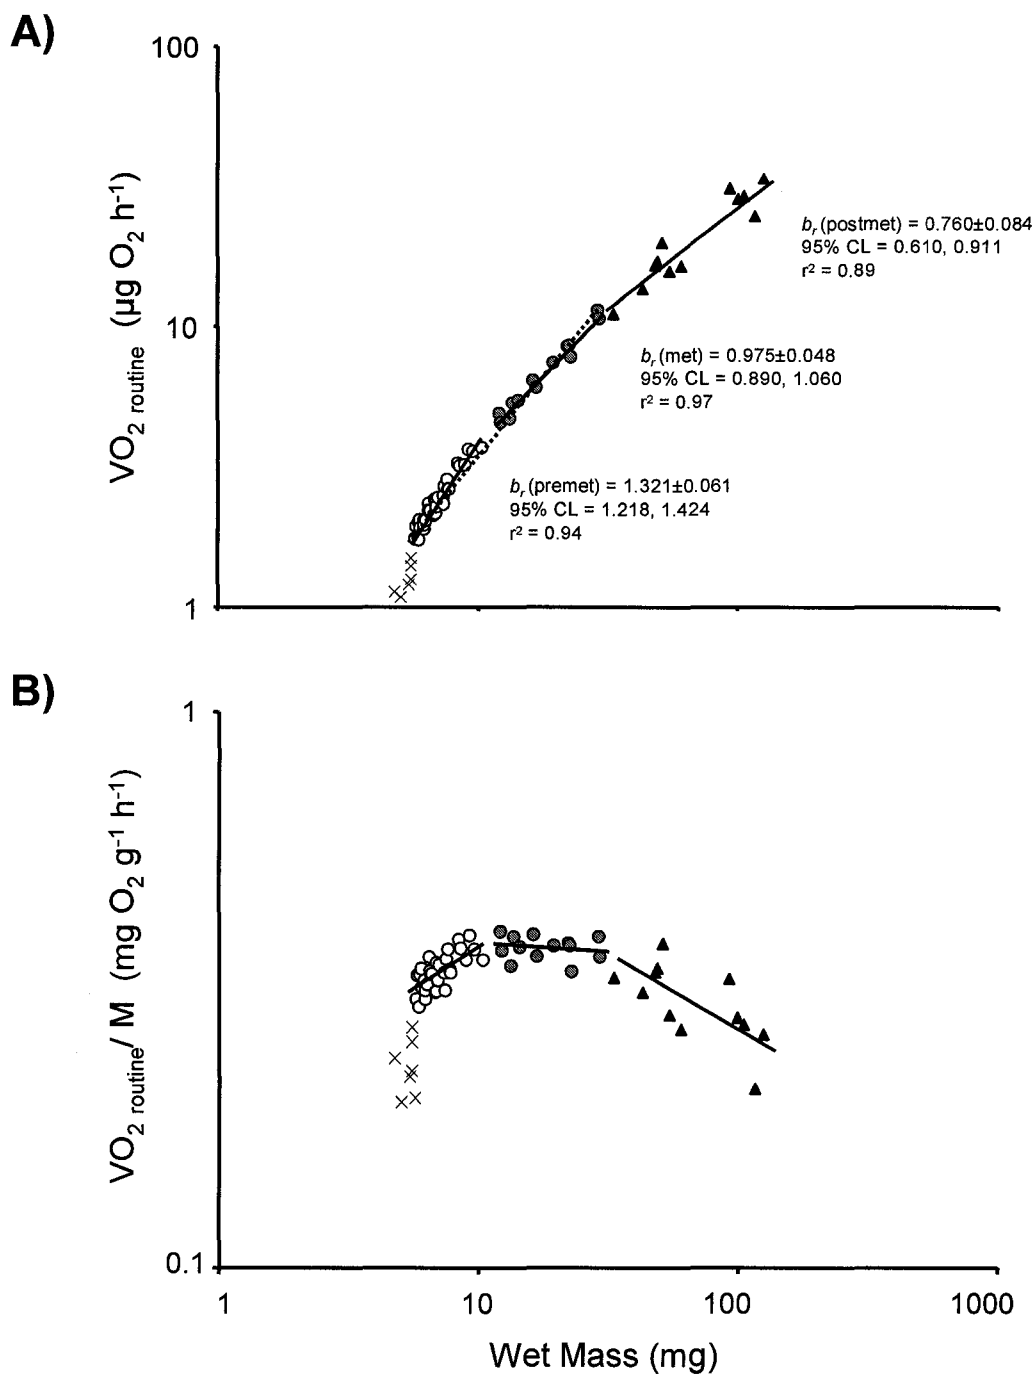 A)
100
10
1
VO2 routine (µg O2 h-1)
br (postmet) = 0.760±0.084
95% CL = 0.610, 0.911
r2 = 0.89
br (met) = 0.975±0.048
95% CL = 0.890, 1.060
r2 = 0.97
br (premet) = 1.321±0.061
95% CL = 1.218, 1.424
r2 = 0.94
B)
1
0.1
VO2 routine/ M (mg O2 g-1 h-1)
1 10 100 1000
Wet Mass (mg)